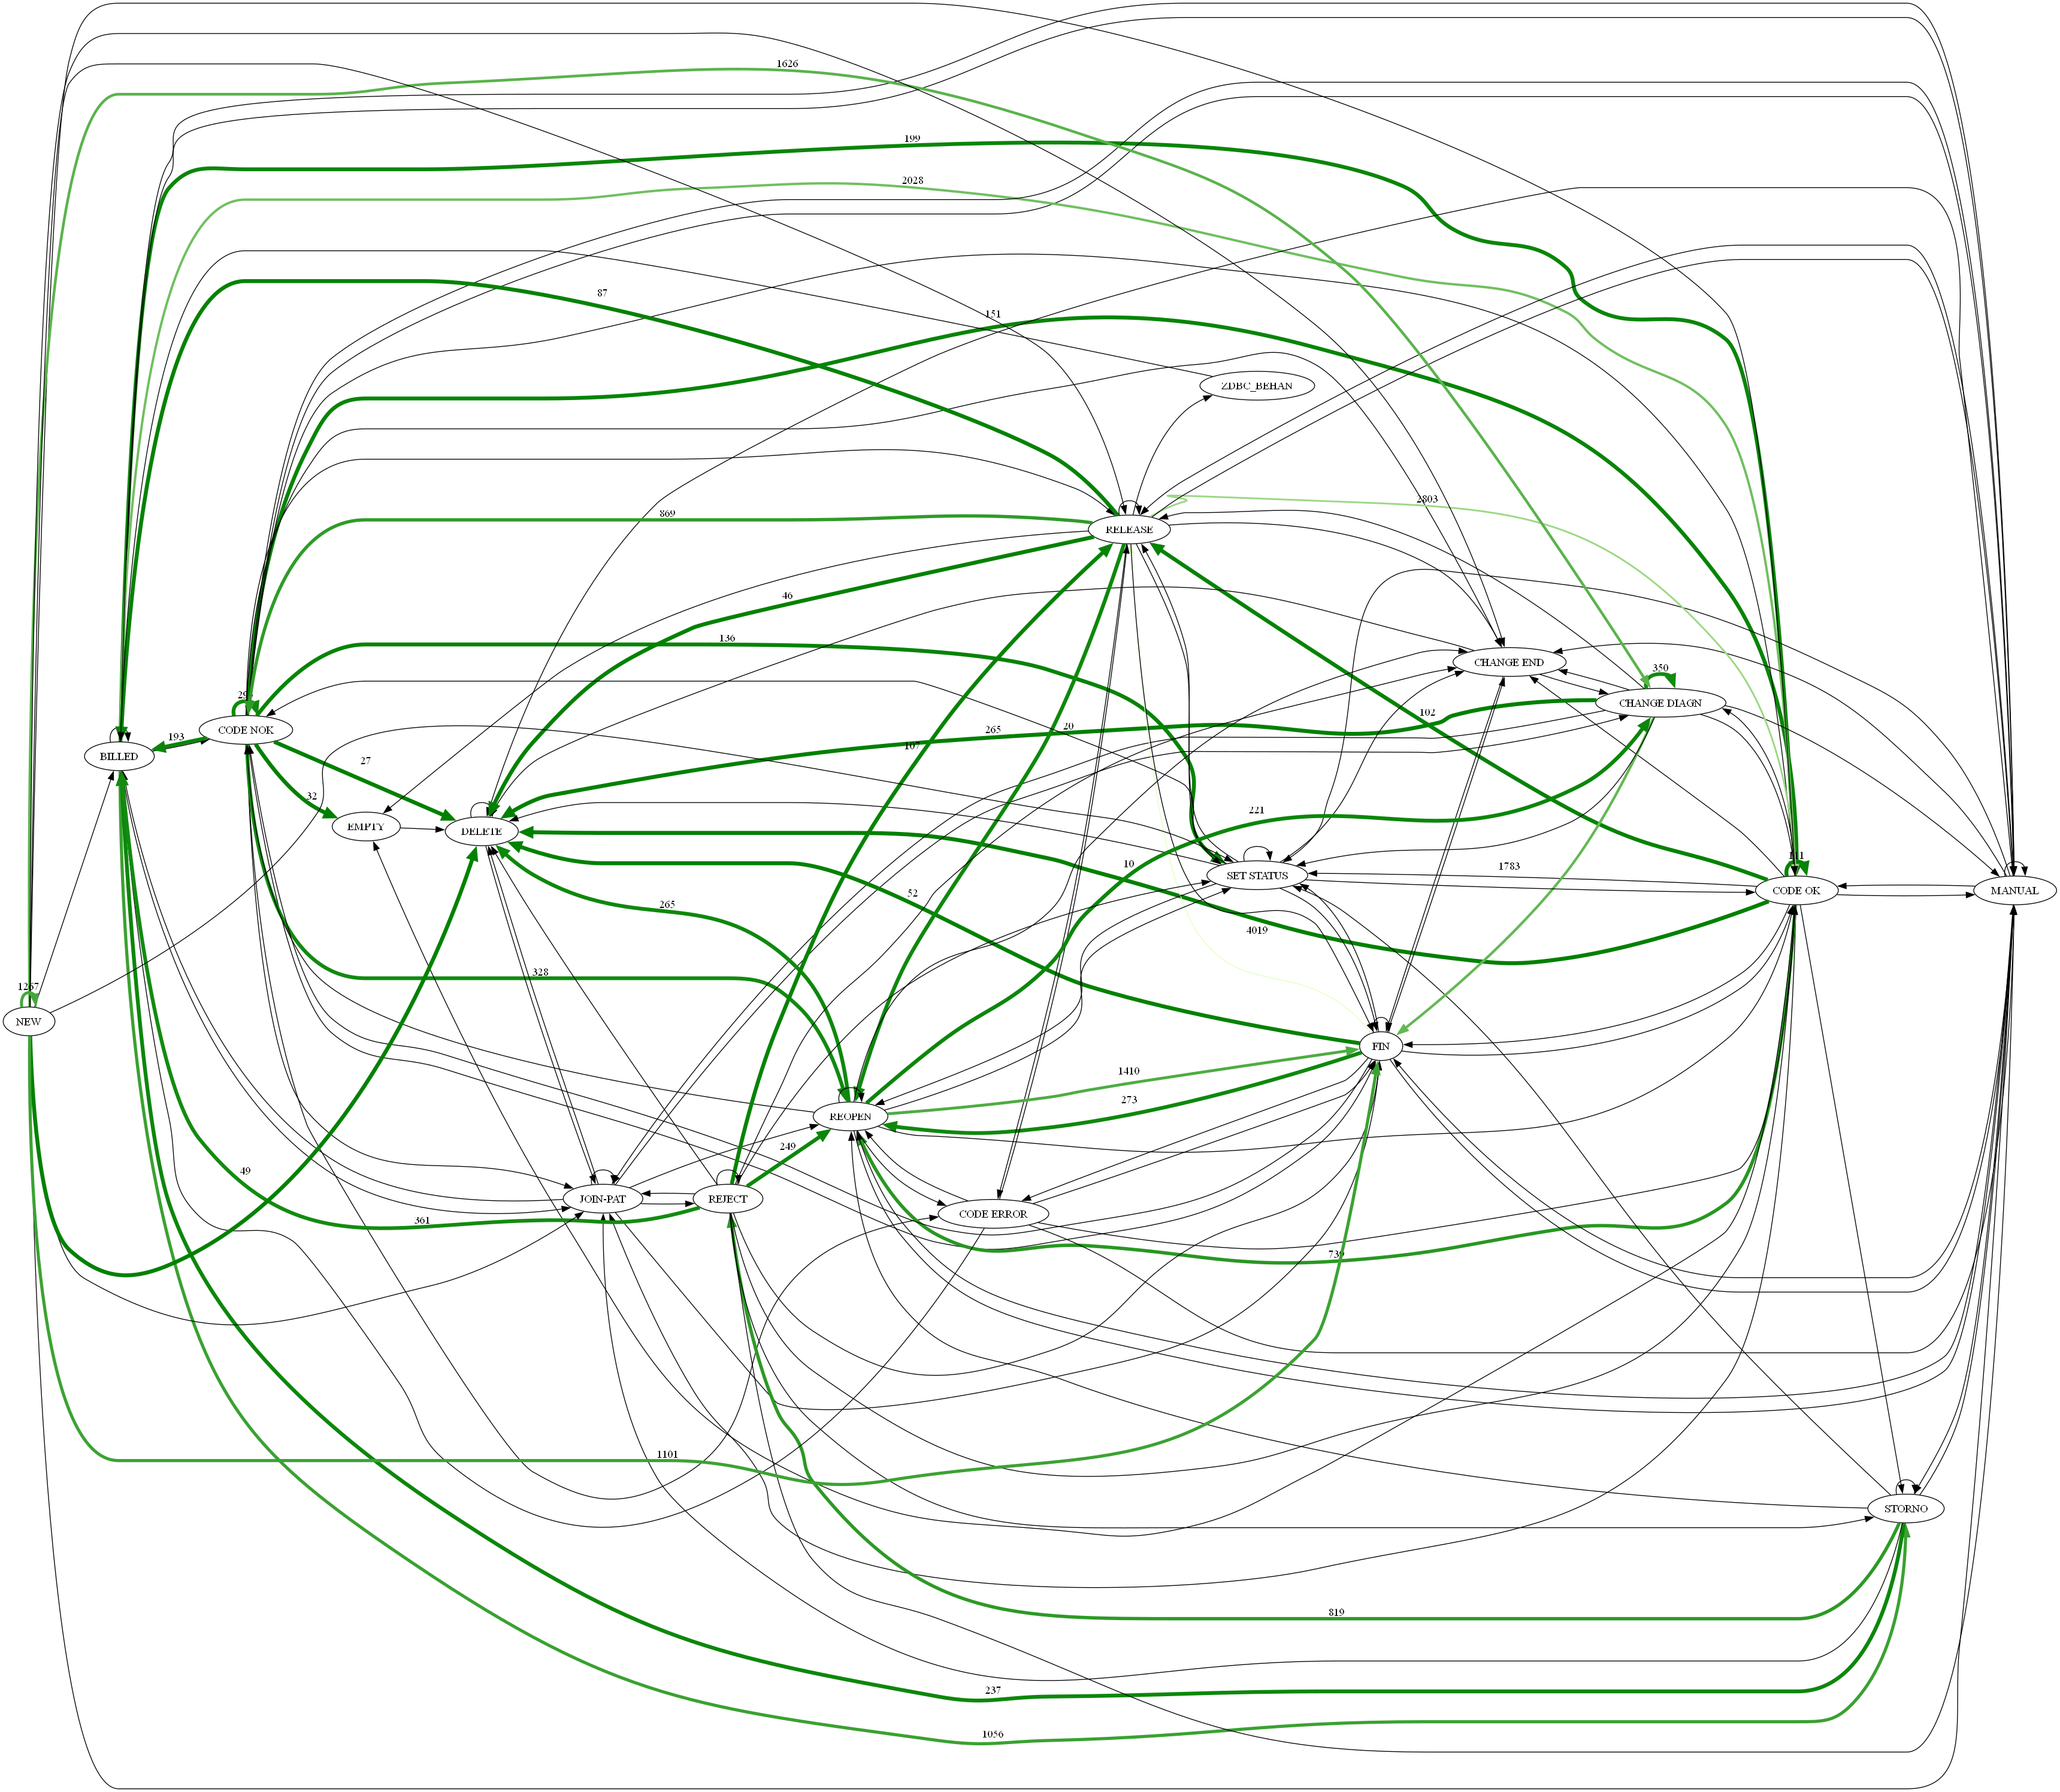 1626
199
2028
87
151
ZDBC_BEHAN
2803
869
RELEASE
46
136
CHANGE END
350
CHANGE DIAGN
102
CODE NOK
193
BILLED
20
265
107
27
32
EMPTY
DELETE
221
10
1783
SET STATUS
111
CODE OK
MANUAL
52
265
4019
328
1267
NEW
FIN
1410
273
REOPEN
249
49
JOIN-PAT
REJECT
CODE ERROR
361
739
1101
STORNO
819
237
1056